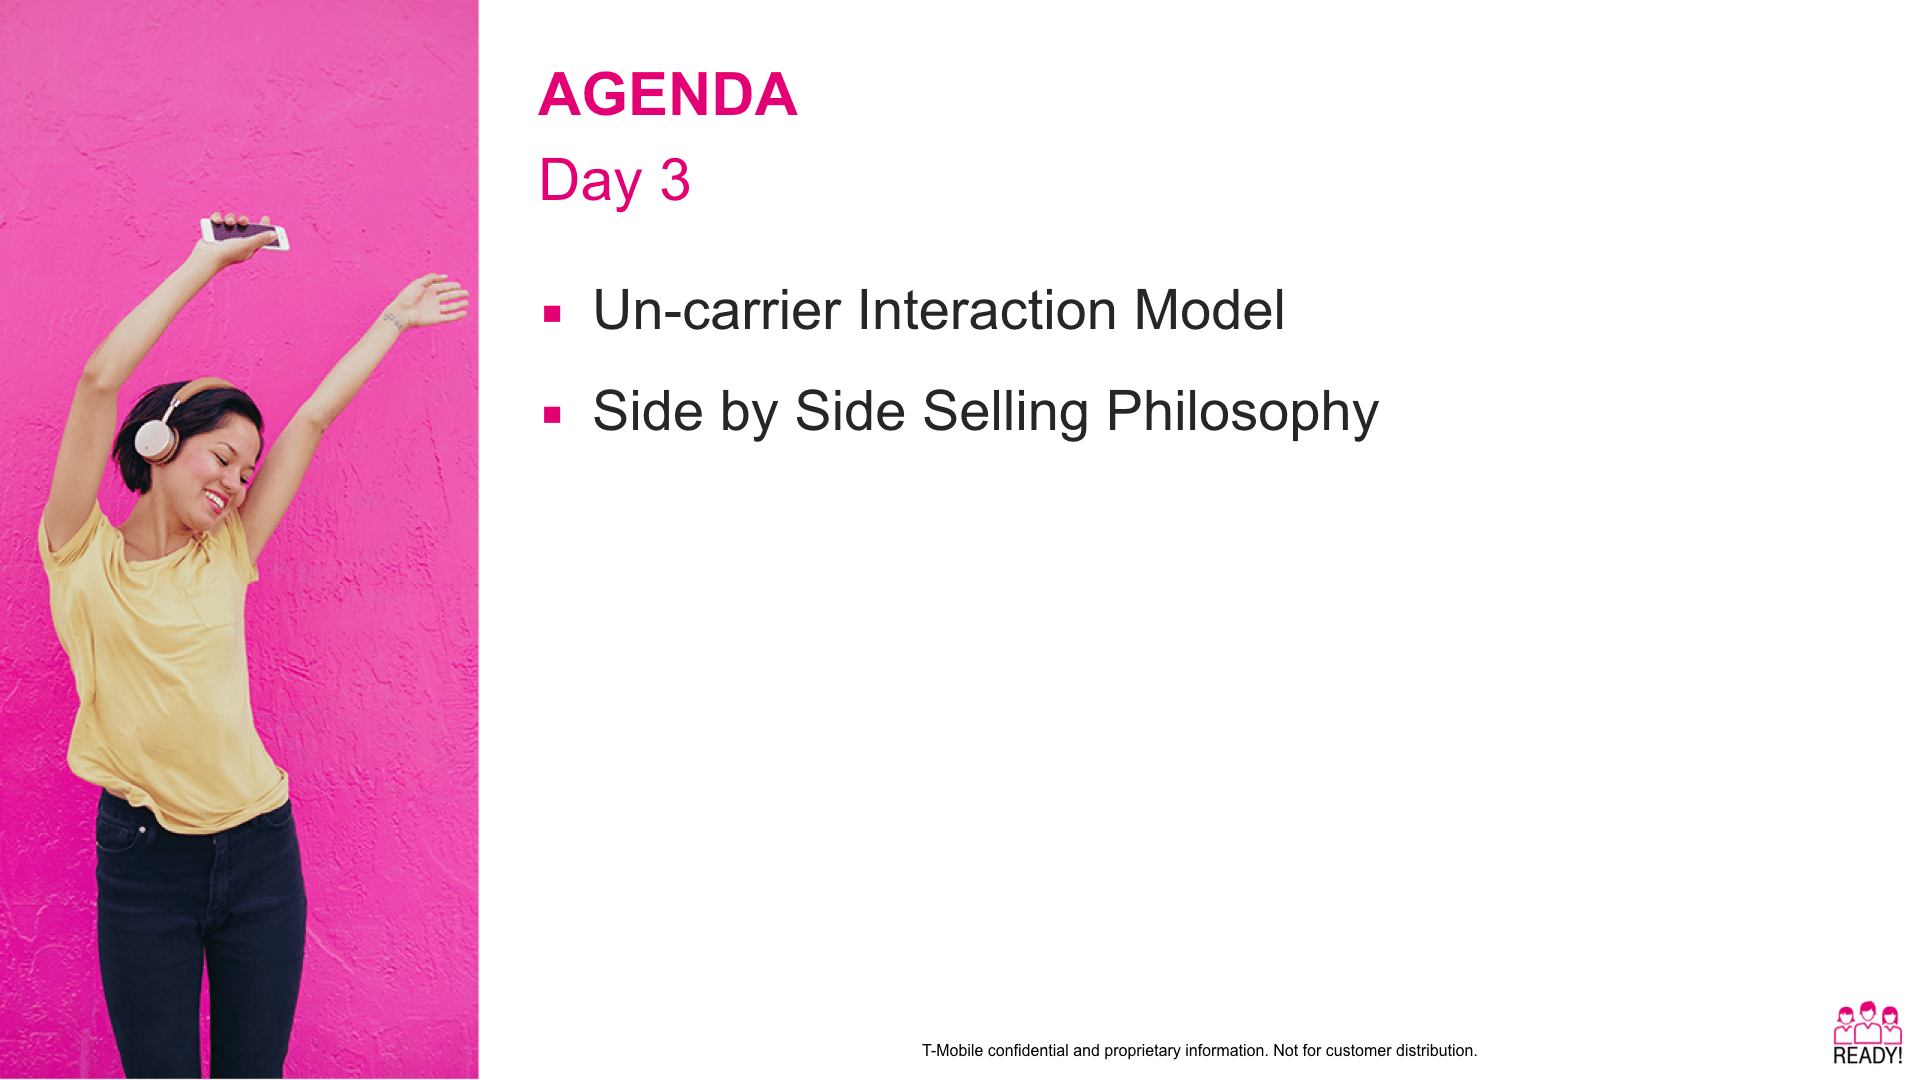 AGENDA
Day 3
Un-carrier Interaction Model
Side by Side Selling Philosophy
T-Mobile confidential and proprietary information. Not for customer distribution.
READY!